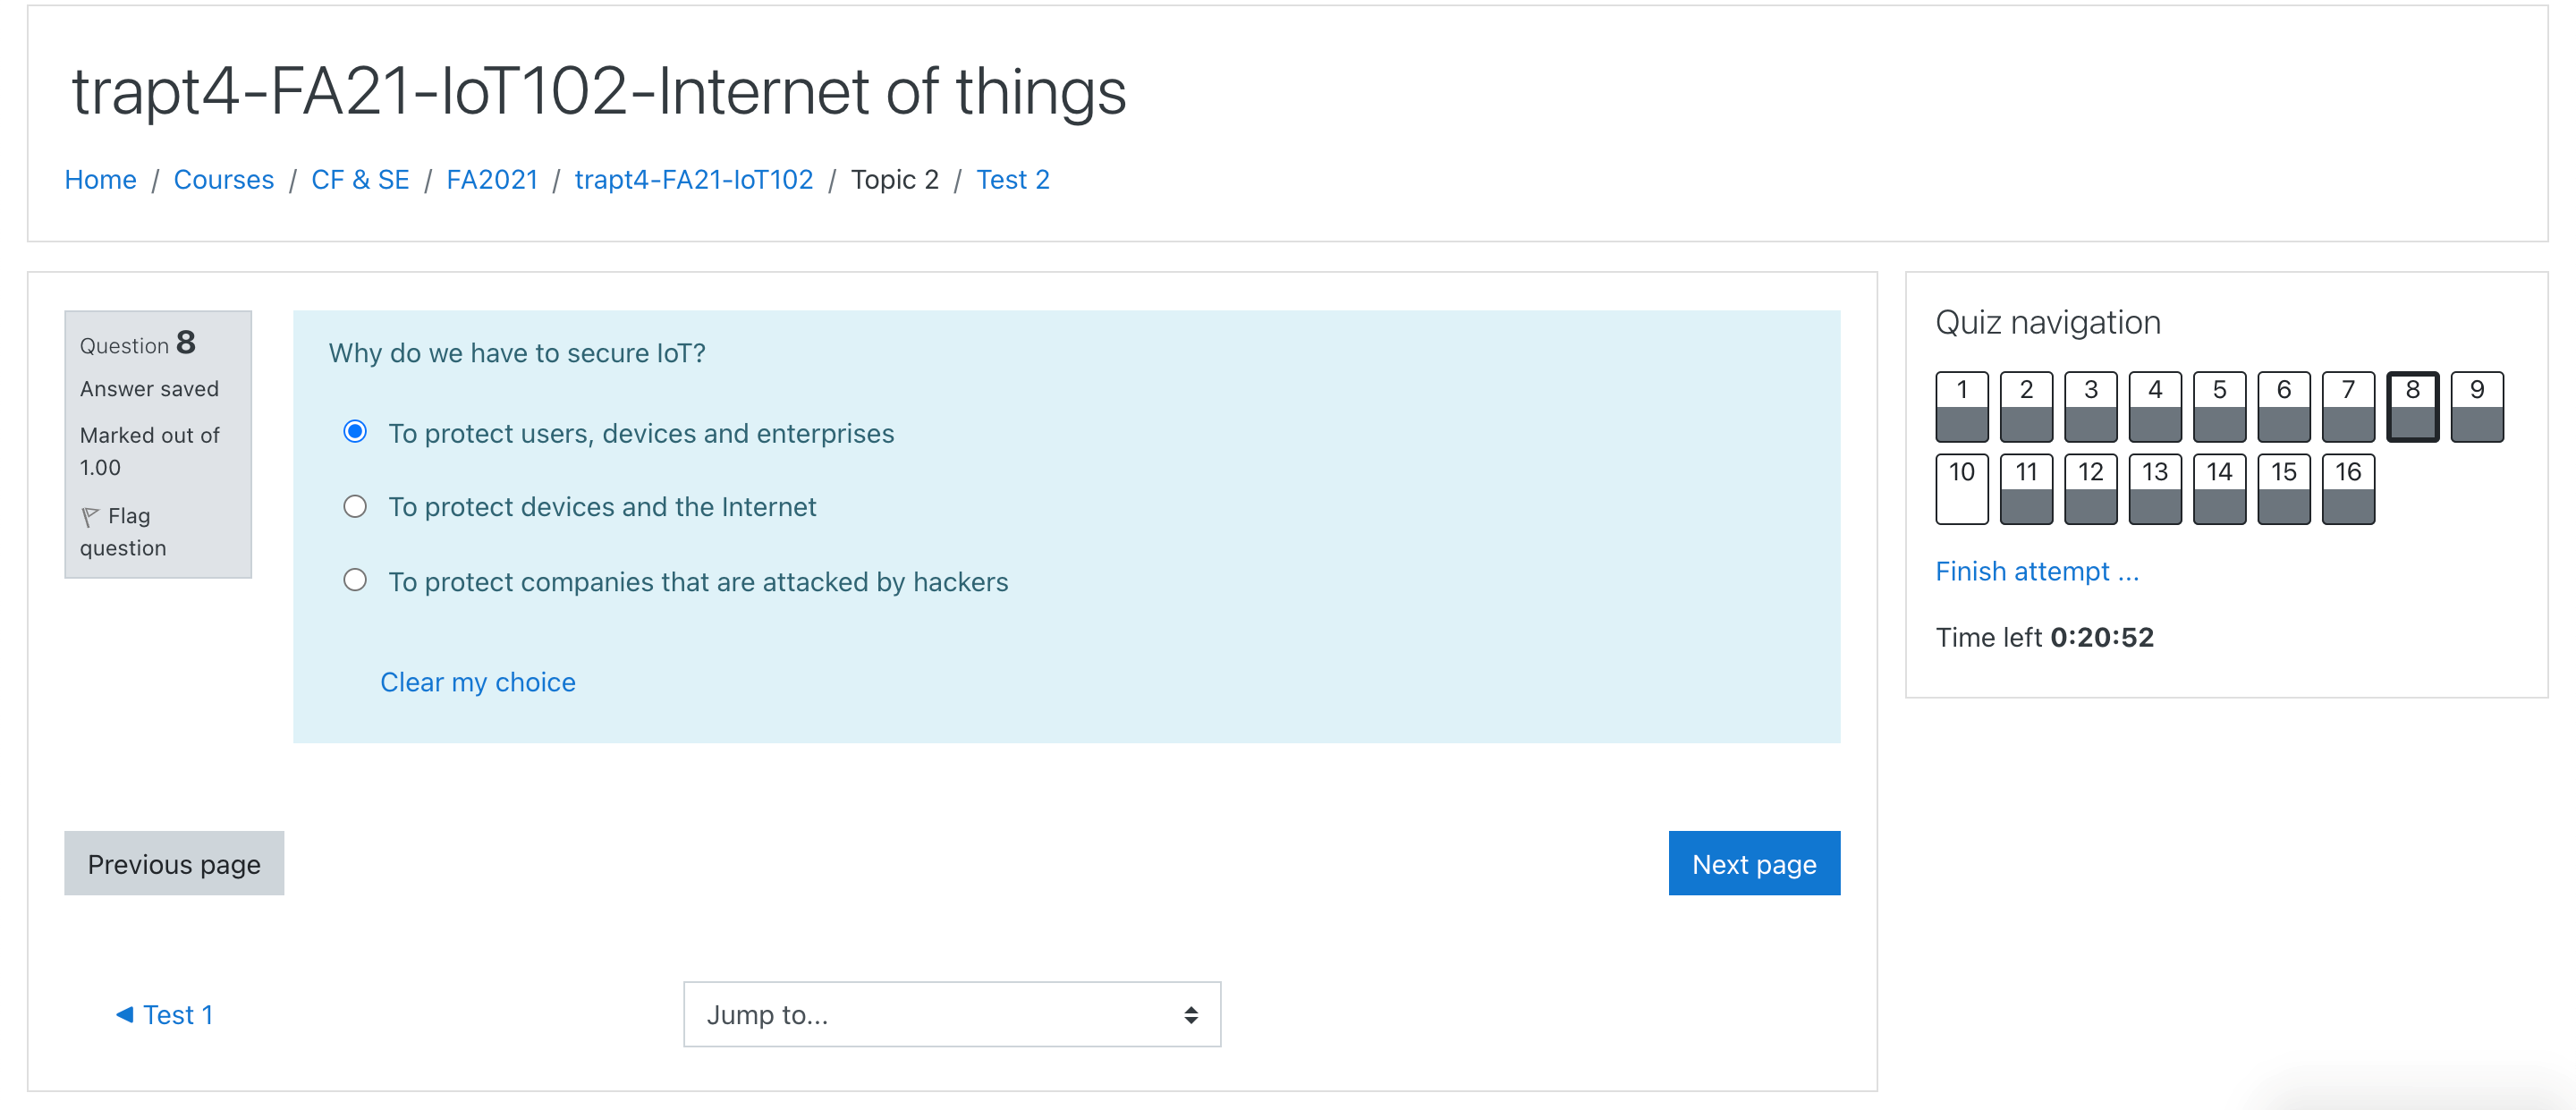 trapt4-FA21-IoT102-Internet of things
Home / Courses / CF & SE / FA2021 / trapt4-FA21-IoT102 / Topic 2 / Test 2
Question 8
Answer saved
Marked out of
1.00
Flag
question
Why do we have to secure IoT?
To protect users, devices and enterprises
To protect devices and the Internet
To protect companies that are attacked by hackers
Clear my choice
Previous page
Next page
◄ Test 1
Jump to...
Quiz navigation
1 2 3 4 5 6 7 8 9
10 11 12 13 14 15 16
Finish attempt ...
Time left 0:20:52